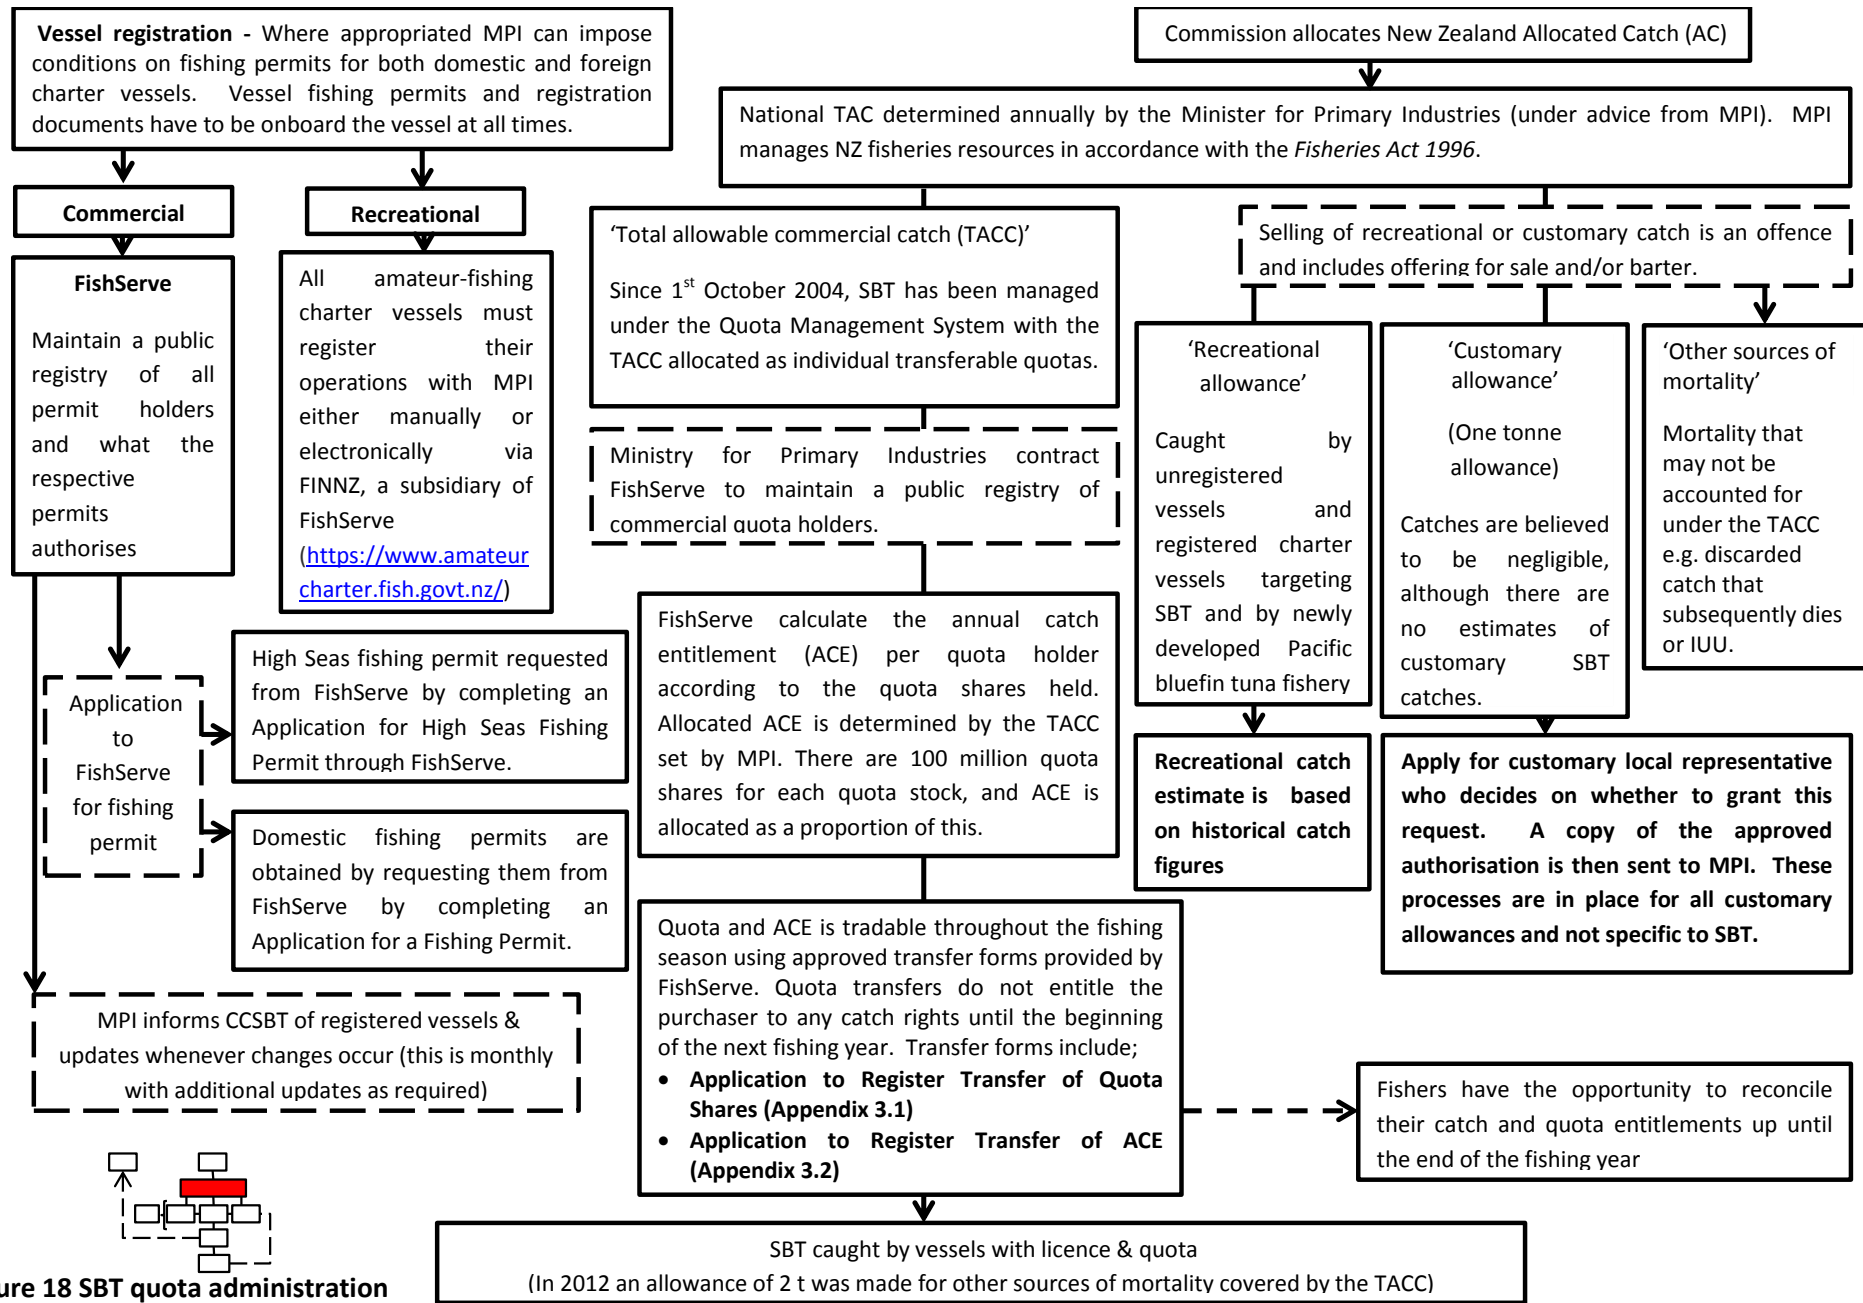 Vessel registration - Where appropriated MPI can impose
conditions on fishing permits for both domestic and foreign
charter vessels. Vessel fishing permits and registration
documents have to be onboard the vessel at all times.
Commercial
Recreational
FishServe
Maintain a public
registry of all
permit holders
and what the
respective
permits
authorises
All amateur-fishing
charter vessels must
register their
operations with MPI
either manually or
electronically via
FINNZ, a subsidiary of
FishServe
(https://www.amateur
charter.fish.govt.nz/)
Application
to
FishServe
for fishing
permit
High Seas fishing permit requested
from FishServe by completing an
Application for High Seas Fishing
Permit through FishServe.
Domestic fishing permits are
obtained by requesting them from
FishServe by completing an
Application for a Fishing Permit.
MPI informs CCSBT of registered vessels &
updates whenever changes occur (this is monthly
with additional updates as required)
Commission allocates New Zealand Allocated Catch (AC)
National TAC determined annually by the Minister for Primary Industries (under advice from MPI). MPI
manages NZ fisheries resources in accordance with the Fisheries Act 1996.
'Total allowable commercial catch (TACC)'
Since 1st October 2004, SBT has been managed
under the Quota Management System with the
TACC allocated as individual transferable quotas.
Ministry for Primary Industries contract
FishServe to maintain a public registry of
commercial quota holders.
FishServe calculate the annual catch
entitlement (ACE) per quota holder
according to the quota shares held.
Allocated ACE is determined by the TACC
set by MPI. There are 100 million quota
shares for each quota stock, and ACE is
allocated as a proportion of this.
Quota and ACE is tradable throughout the fishing
season using approved transfer forms provided by
FishServe. Quota transfers do not entitle the
purchaser to any catch rights until the beginning
of the next fishing year. Transfer forms include;
• Application to Register Transfer of Quota
Shares (Appendix 3.1)
• Application to Register Transfer of ACE
(Appendix 3.2)
Selling of recreational or customary catch is an offence
and includes offering for sale and/or barter.
'Recreational
allowance'
Caught by
unregistered
vessels and
registered charter
vessels targeting
SBT and by newly
developed Pacific
bluefin tuna fishery
Recreational catch
estimate is based
on historical catch
figures
'Customary
allowance'
(One tonne
allowance)
Catches are believed
to be negligible,
although there are
no estimates of
customary SBT
catches.
Apply for customary local representative
who decides on whether to grant this
request. A copy of the approved
authorisation is then sent to MPI. These
processes are in place for all customary
allowances and not specific to SBT.
'Other sources of
mortality'
Mortality that
may not be
accounted for
under the TACC
e.g. discarded
catch that
subsequently dies
or IUU.
Fishers have the opportunity to reconcile
their catch and quota entitlements up until
the end of the fishing year
SBT caught by vessels with licence & quota
(In 2012 an allowance of 2 t was made for other sources of mortality covered by the TACC)
ure 18 SBT quota administration